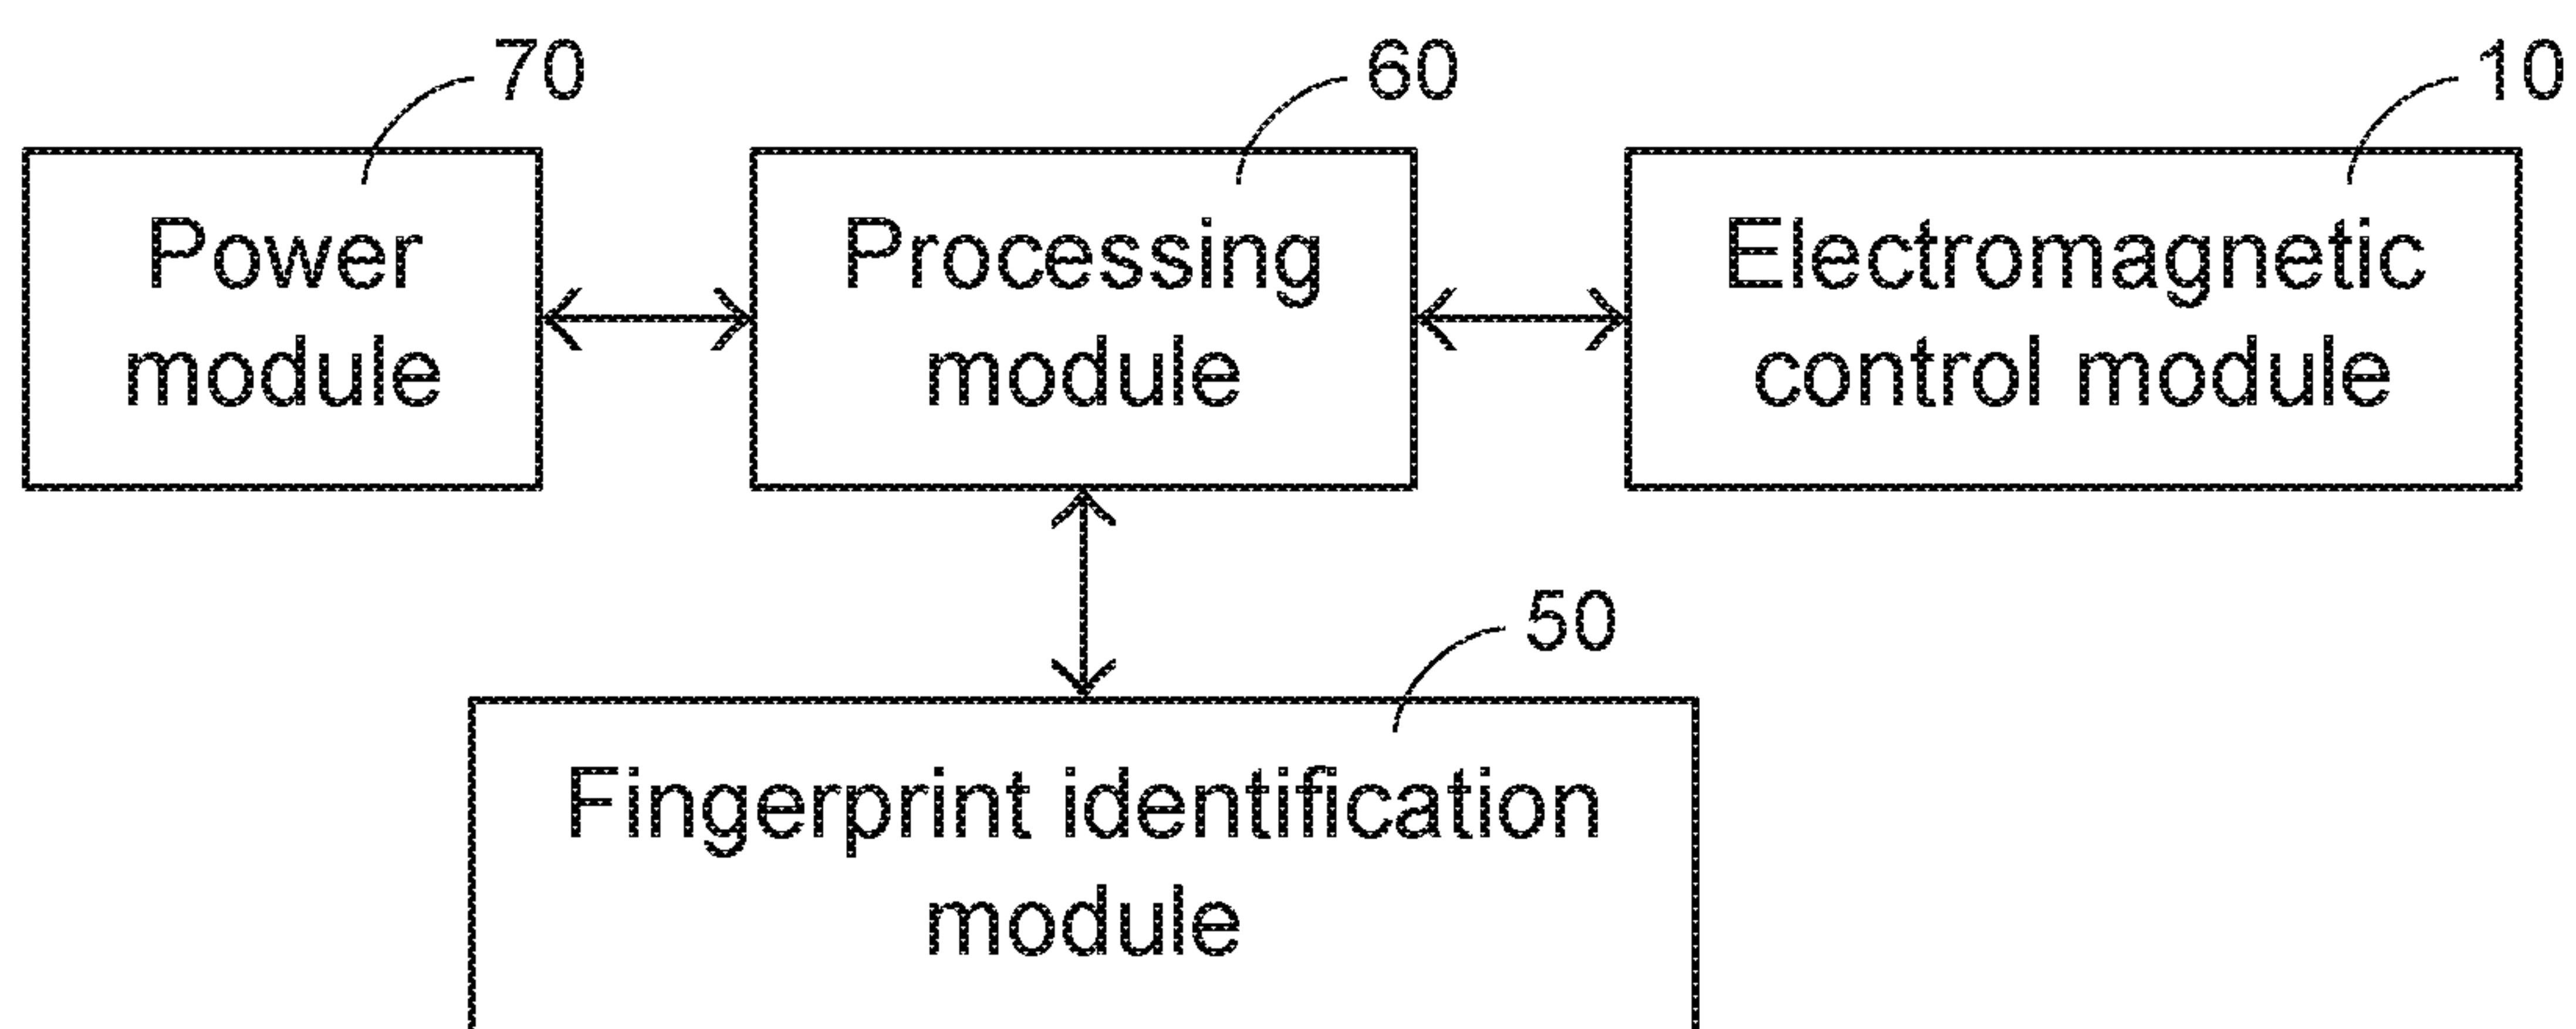 70
60
10
Power
module
Processing
module
Electromagnetic
control module
50
Fingerprint identification
module